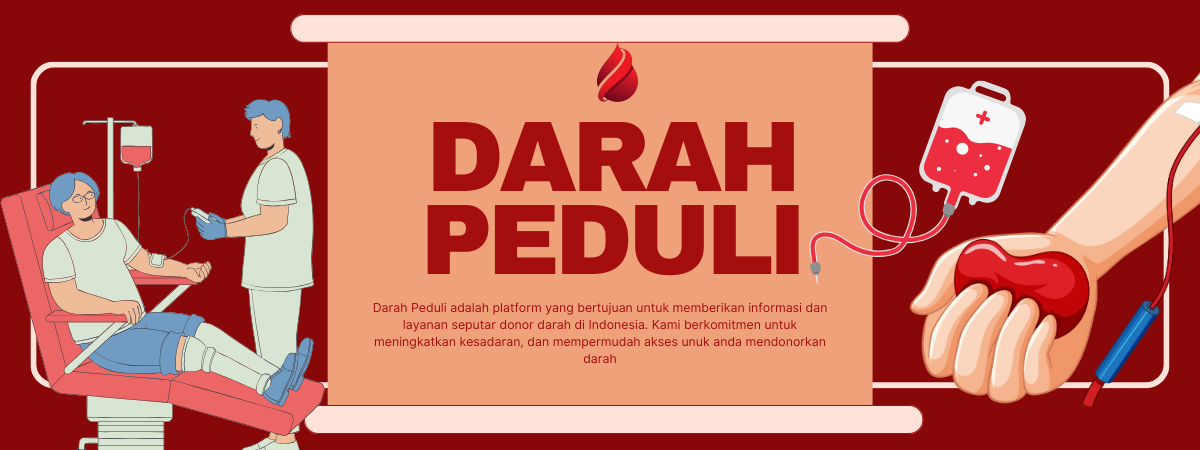 DARAH
PEDULI
Darah Peduli adalah platform yang bertujuan untuk memberikan informasi dan
layanan seputar donor darah di Indonesia. Kami berkomitmen untuk
meningkatkan kesadaran, dan mempermudah akses unuk anda mendonorkan
darah